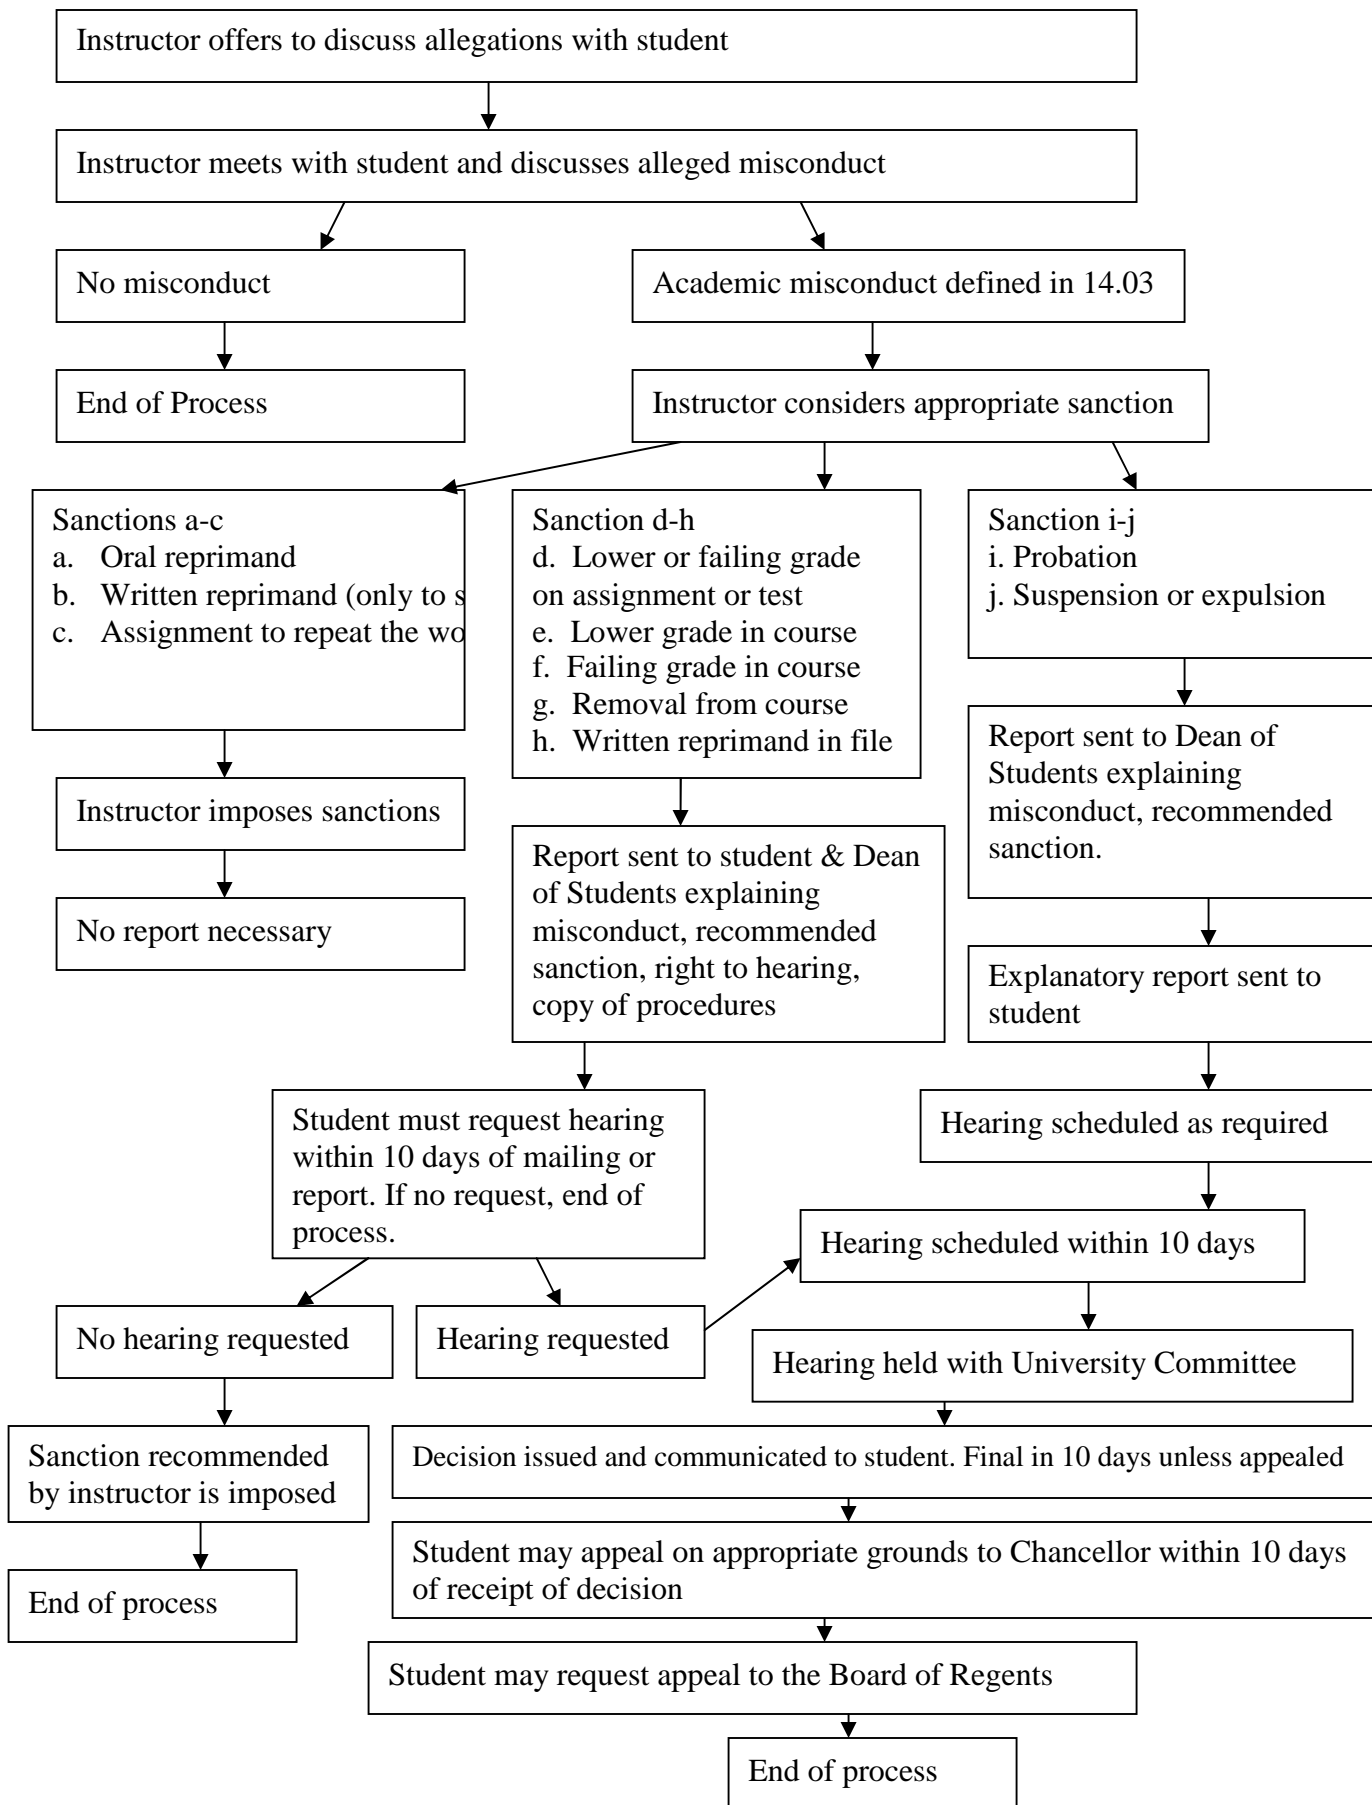 Instructor offers to discuss allegations with student
Instructor meets with student and discusses alleged misconduct
No misconduct
Academic misconduct defined in 14.03
End of Process
Instructor considers appropriate sanction
Sanctions a-c
a. Oral reprimand
b. Written reprimand (only to s
c. Assignment to repeat the wo
Sanction d-h
d. Lower or failing grade
on assignment or test
e. Lower grade in course
f. Failing grade in course
g. Removal from course
h. Written reprimand in file
Sanction i-j
i. Probation
j. Suspension or expulsion
Instructor imposes sanctions
No report necessary
Report sent to student & Dean
of Students explaining
misconduct, recommended
sanction, right to hearing,
copy of procedures
Report sent to Dean of
Students explaining
misconduct, recommended
sanction.
Explanatory report sent to
student
Student must request hearing
within 10 days of mailing or
report. If no request, end of
process.
Hearing scheduled as required
Hearing scheduled within 10 days
No hearing requested
Hearing requested
Hearing held with University Committee
Sanction recommended
by instructor is imposed
Decision issued and communicated to student. Final in 10 days unless appealed
Student may appeal on appropriate grounds to Chancellor within 10 days
of receipt of decision
End of process
Student may request appeal to the Board of Regents
End of process